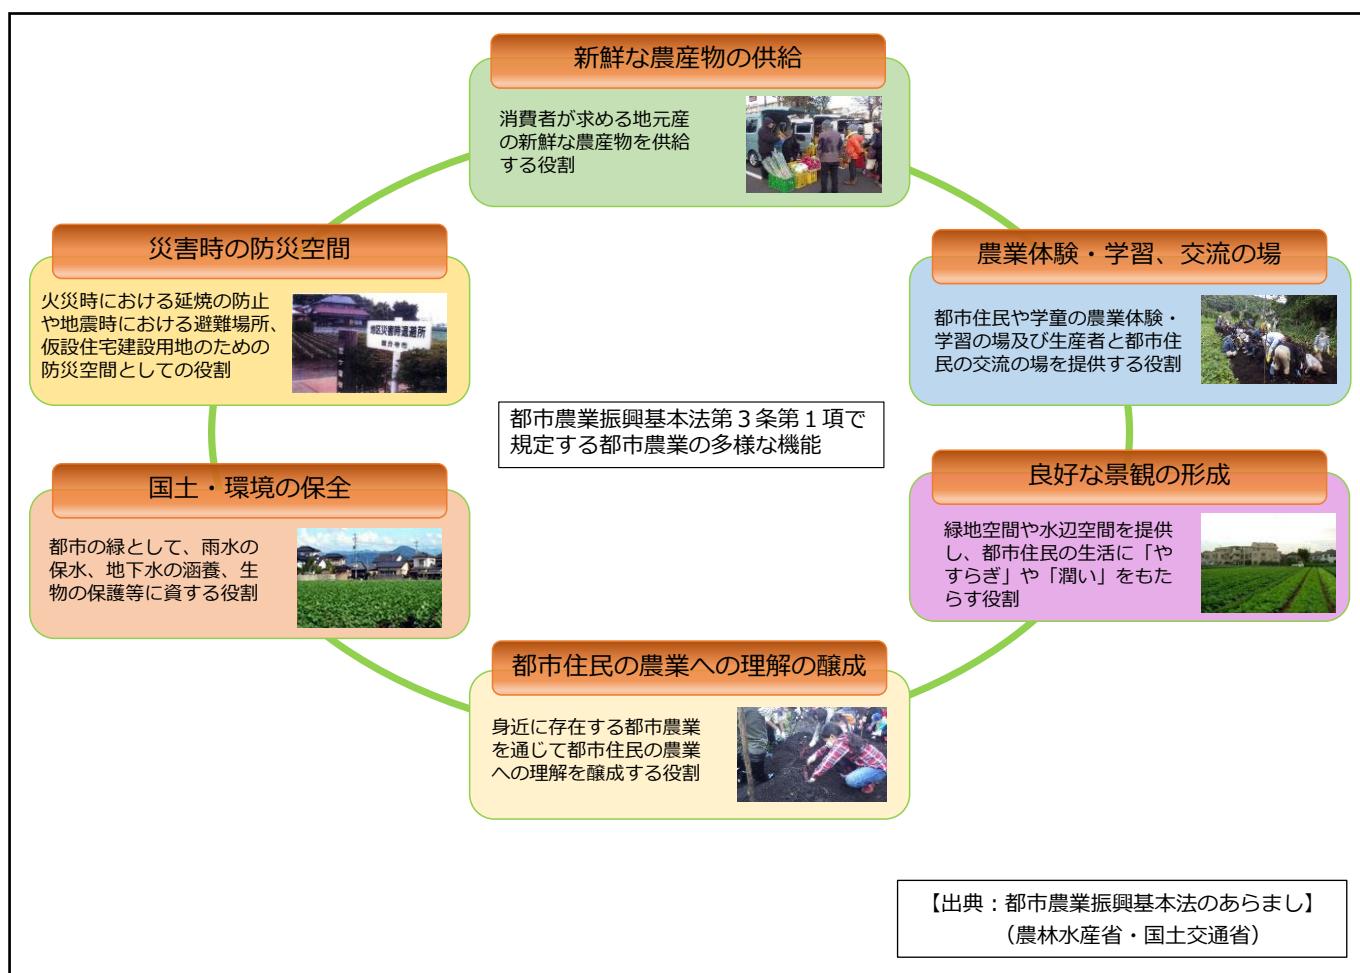 新鮮な農産物の供給
消費者が求める地元産
の新鮮な農産物を供給
する役割
災害時の防災空間
火災時における延焼の防止
や地震時における避難場所、
仮設住宅建設用地のための
防災空間としての役割
農業体験・学習、交流の場
都市住民や学童の農業体験・
学習の場及び生産者と都市住
民の交流の場を提供する役割
都市農業振興基本法第3条第1項で
規定する都市農業の多様な機能
国土・環境の保全
都市の緑として、雨水の
保水、地下水の涵養、生
物の保護等に資する役割
良好な景観の形成
緑地空間や水辺空間を提供
し、都市住民の生活に「や
すらぎ」や「潤い」をもた
らす役割
都市住民の農業への理解の醸成
身近に存在する都市農業
を通じて都市住民の農業
への理解を醸成する役割
【出典:都市農業振興基本法のあらまし】
(農林水産省・国土交通省)